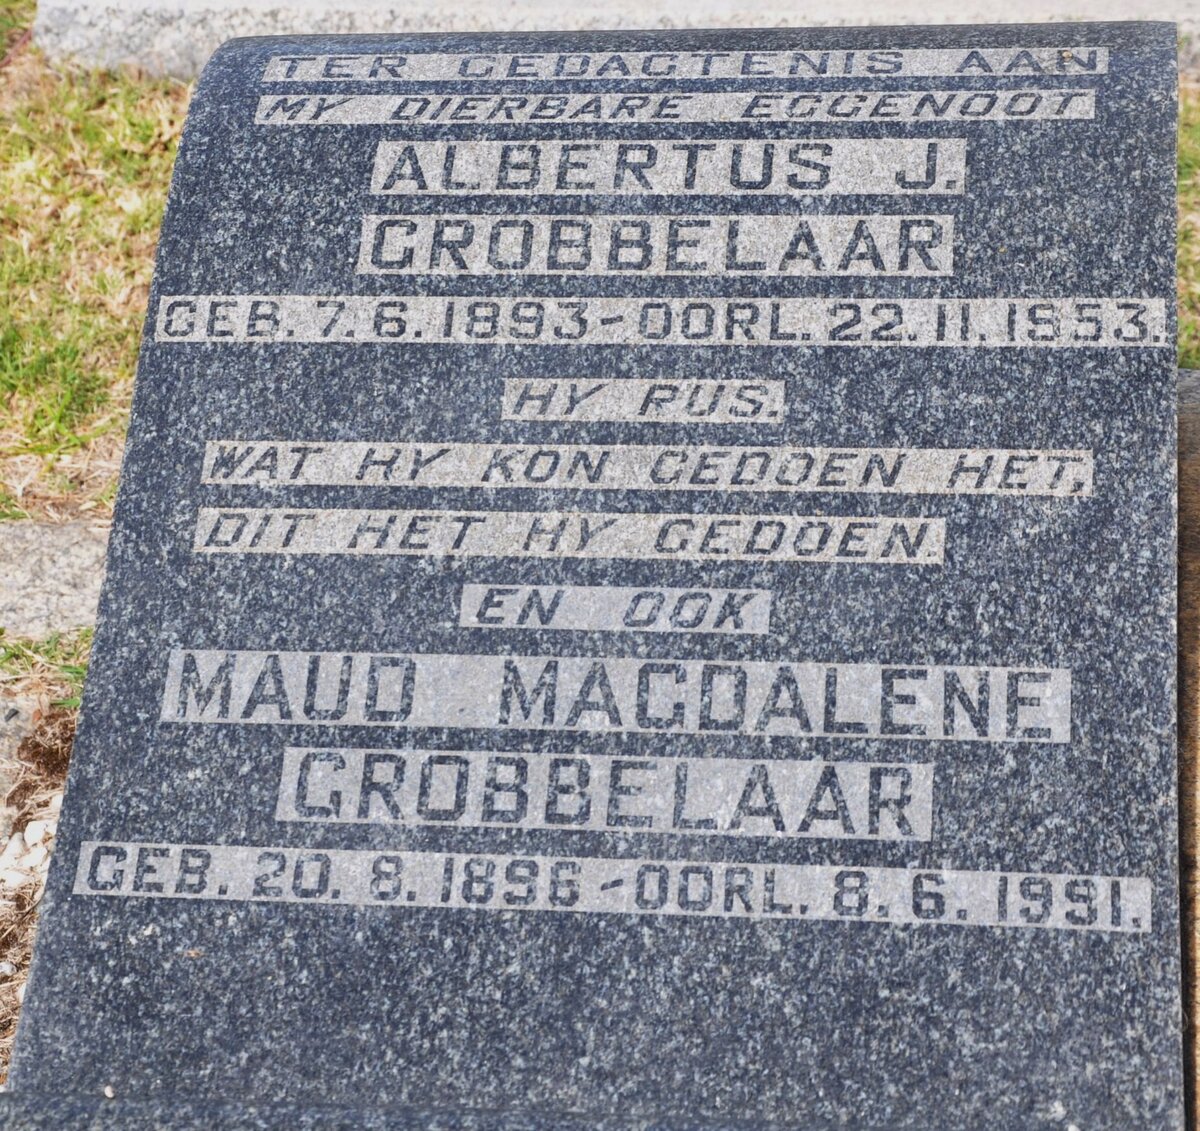 TER GEDAGTENIS AAN
MY DIERBARE EGGENOOT
ALBERTUS J.
GROBBELAAR
GEB. 7. 6. 1893 - OORL. 22. 11. 1953.
HY RUS.
WAT HY KON GEDOEN HET,
DIT HET HY GEDOEN.
EN OOK
MAUD MAGDALENE
GROBBELAAR
GEB. 20. 8. 1896 - OORL. 8. 6. 1991.